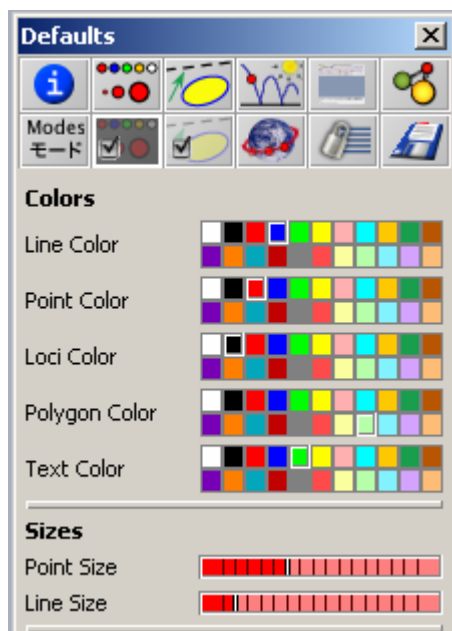 Defaults
Modes
モード
Colors
Line Color
Point Color
Loci Color
Polygon Color
Text Color
Sizes
Point Size
Line Size